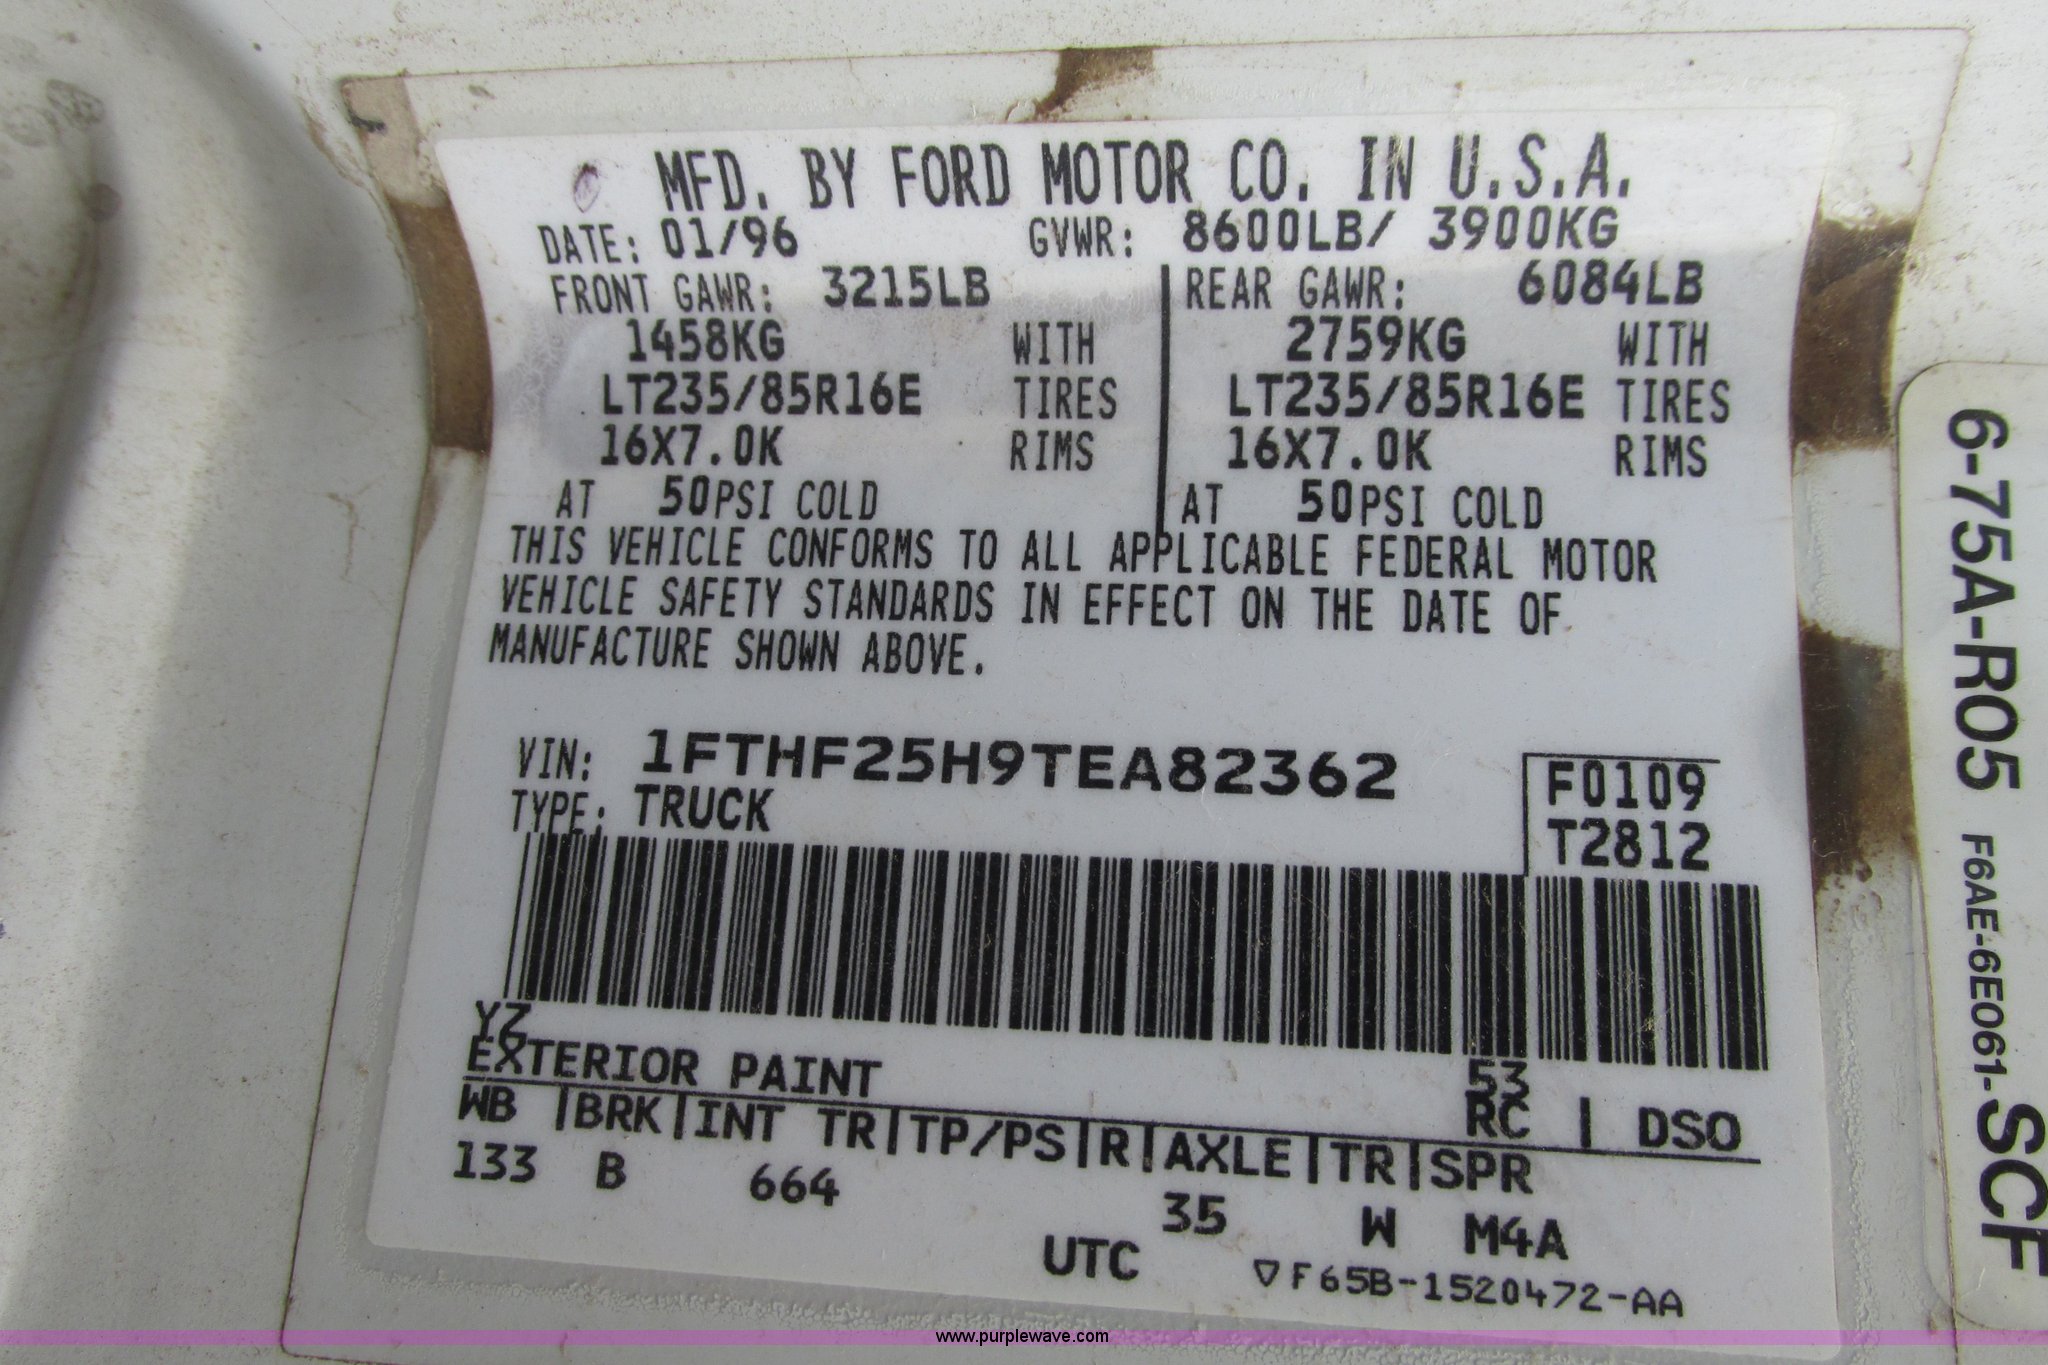 MFD. BY FORD MOTOR CO. IN U.S.A.
DATE: 01/96 GVWR: 8600LB/ 3900KG
FRONT GAWR: 3215LB REAR GAWR: 6084LB
1458KG WITH 2759KG WITH
LT235/85R16E TIRES LT235/85R16E TIRES
16X7.0K RIMS 16X7.0K RIMS
AT 50PSI COLD AT 50PSI COLD
THIS VEHICLE CONFORMS TO ALL APPLICABLE FEDERAL MOTOR
VEHICLE SAFETY STANDARDS IN EFFECT ON THE DATE OF
MANUFACTURE SHOWN ABOVE.
VIN: 1FTHF25H9TEA82362 F0109
TYPE: TRUCK T2812
YZ
EXTERIOR PAINT 53
RC | DSO
WB |BRK|INT TR|TP/PS|R|AXLE|TR|SPR
133 B 664 35 W M4A
UTC
▽F65B-1520472-AA
6-75A-R05 F6AE-6E061-SCF
www.purplewave.com